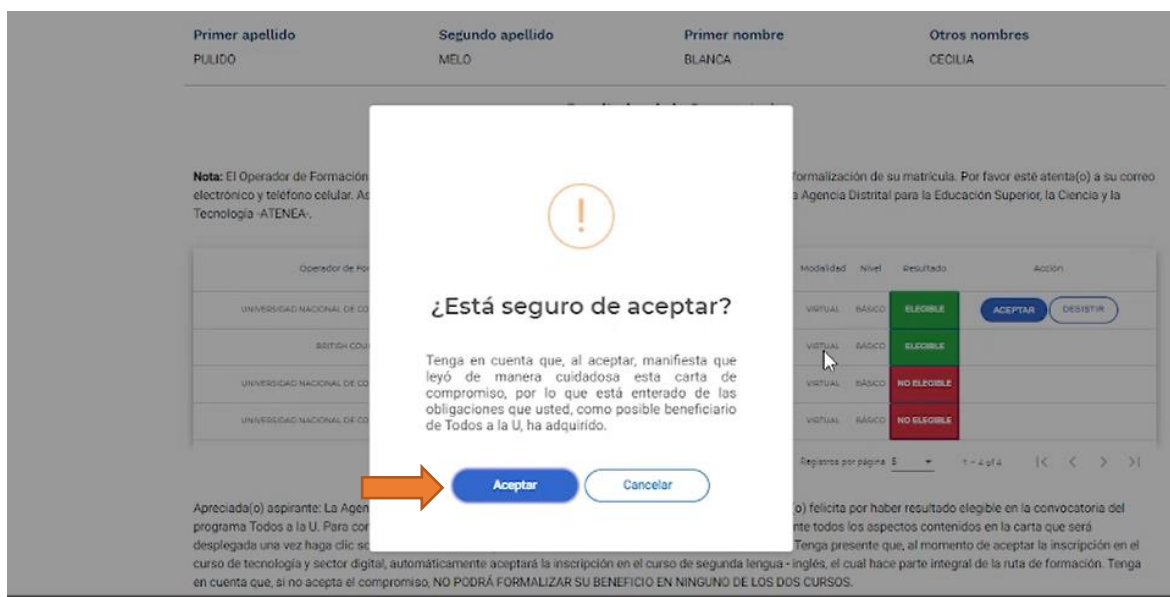 Primer apellido Segundo apellido Primer nombre Otros nombres
PULIDO MELO BLANCA CECILIA
Nota: El Operador de Formación
formalización de su matrícula. Por favor esté atenta(o) a su correo
electrónico y teléfono celular. As
a Agencia Distrital para la Educación Superior, la Ciencia y la
Tecnología -ATENEA-.
!
¿Está seguro de aceptar?
Tenga en cuenta que, al aceptar, manifiesta que
leyó de manera cuidadosa esta carta de
compromiso, por lo que está enterado de las
obligaciones que usted, como posible beneficiario
de Todos a la U, ha adquirido.
Aceptar Cancelar
Operador de For Modalidad Nivel Resultado Acción
UNIVERSIDAD NACIONAL DE CO VIRTUAL BÁSICO ELEGIBLE ACEPTAR DESISTIR
BRITISH COU VIRTUAL BÁSICO ELEGIBLE
UNIVERSIDAD NACIONAL DE CO VIRTUAL BÁSICO NO ELEGIBLE
UNIVERSIDAD NACIONAL DE CO VIRTUAL BÁSICO NO ELEGIBLE
Registros por página 5 1 – 4 of 4 |< < > >|
Apreciada(o) aspirante: La Agen
o) felicita por haber resultado elegible en la convocatoria del
programa Todos a la U. Para cor
nte todos los aspectos contenidos en la carta que será
desplegada una vez haga clic so
Tenga presente que, al momento de aceptar la inscripción en el
curso de tecnología y sector digital, automáticamente aceptará la inscripción en el curso de segunda lengua - inglés, el cual hace parte integral de la ruta de formación. Tenga
en cuenta que, si no acepta el compromiso, NO PODRÁ FORMALIZAR SU BENEFICIO EN NINGUNO DE LOS DOS CURSOS.